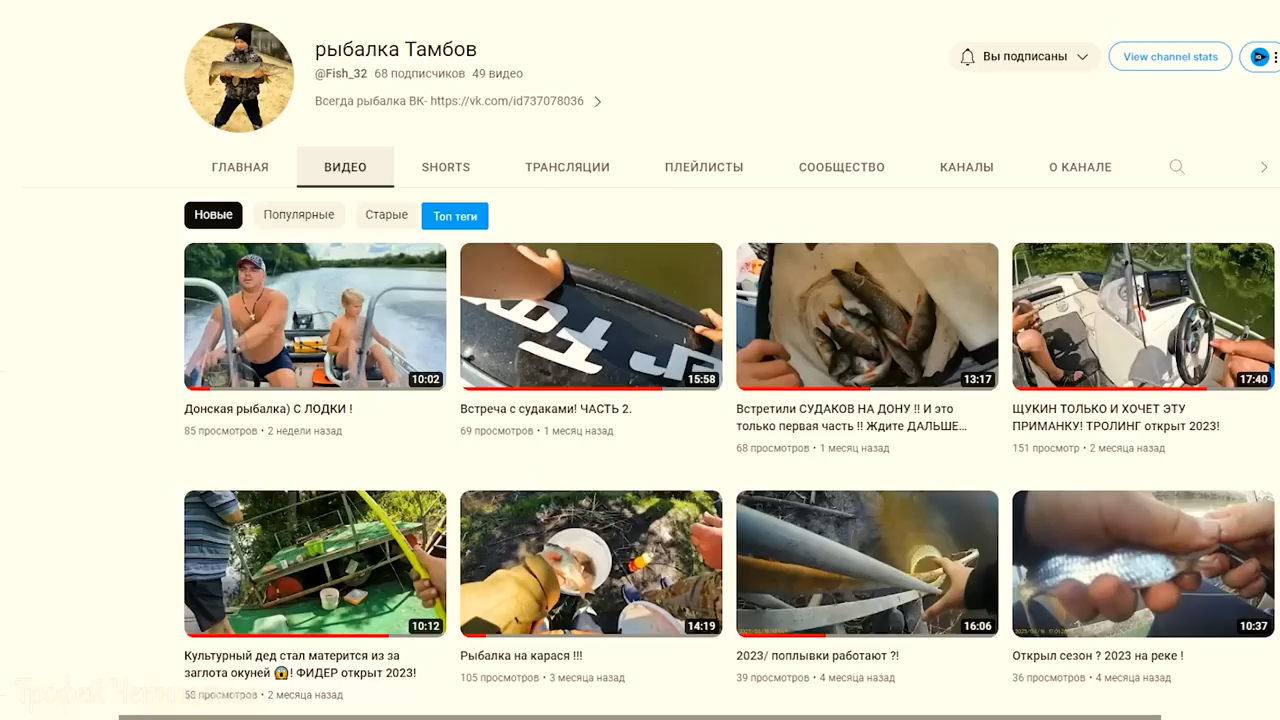 рыбалка Тамбов
@Fish_32 68 подписчиков 49 видео
Всегда рыбалка ВК- https://vk.com/id737078036
Вы подписаны
View channel stats
ГЛАВНАЯ ВИДЕО SHORTS ТРАНСЛЯЦИИ ПЛЕЙЛИСТЫ СООБЩЕСТВО КАНАЛЫ О КАНАЛЕ
Новые Популярные Старые Топ теги
10:02 15:58 13:17 17:40
Донская рыбалка) С ЛОДКИ !
85 просмотров • 2 недели назад
Встреча с судаками! ЧАСТЬ 2.
69 просмотров • 1 месяц назад
Встретили СУДАКОВ НА ДОНУ !! И это
только первая часть !! Ждите ДАЛЬШЕ...
68 просмотров • 1 месяц назад
ЩУКИН ТОЛЬКО И ХОЧЕТ ЭТУ
ПРИМАНКУ! ТРОЛИНГ открыт 2023!
151 просмотр • 2 месяца назад
10:12 14:19 16:06 10:37
Культурный дед стал матерится из за
заглота окуней 😱! ФИДЕР открыт 2023!
58 просмотров • 2 месяца назад
Рыбалка на карася !!!
105 просмотров • 3 месяца назад
2023/ поплывки работают ?!
39 просмотров • 4 месяца назад
Открыл сезон ? 2023 на реке !
36 просмотров • 4 месяца назад